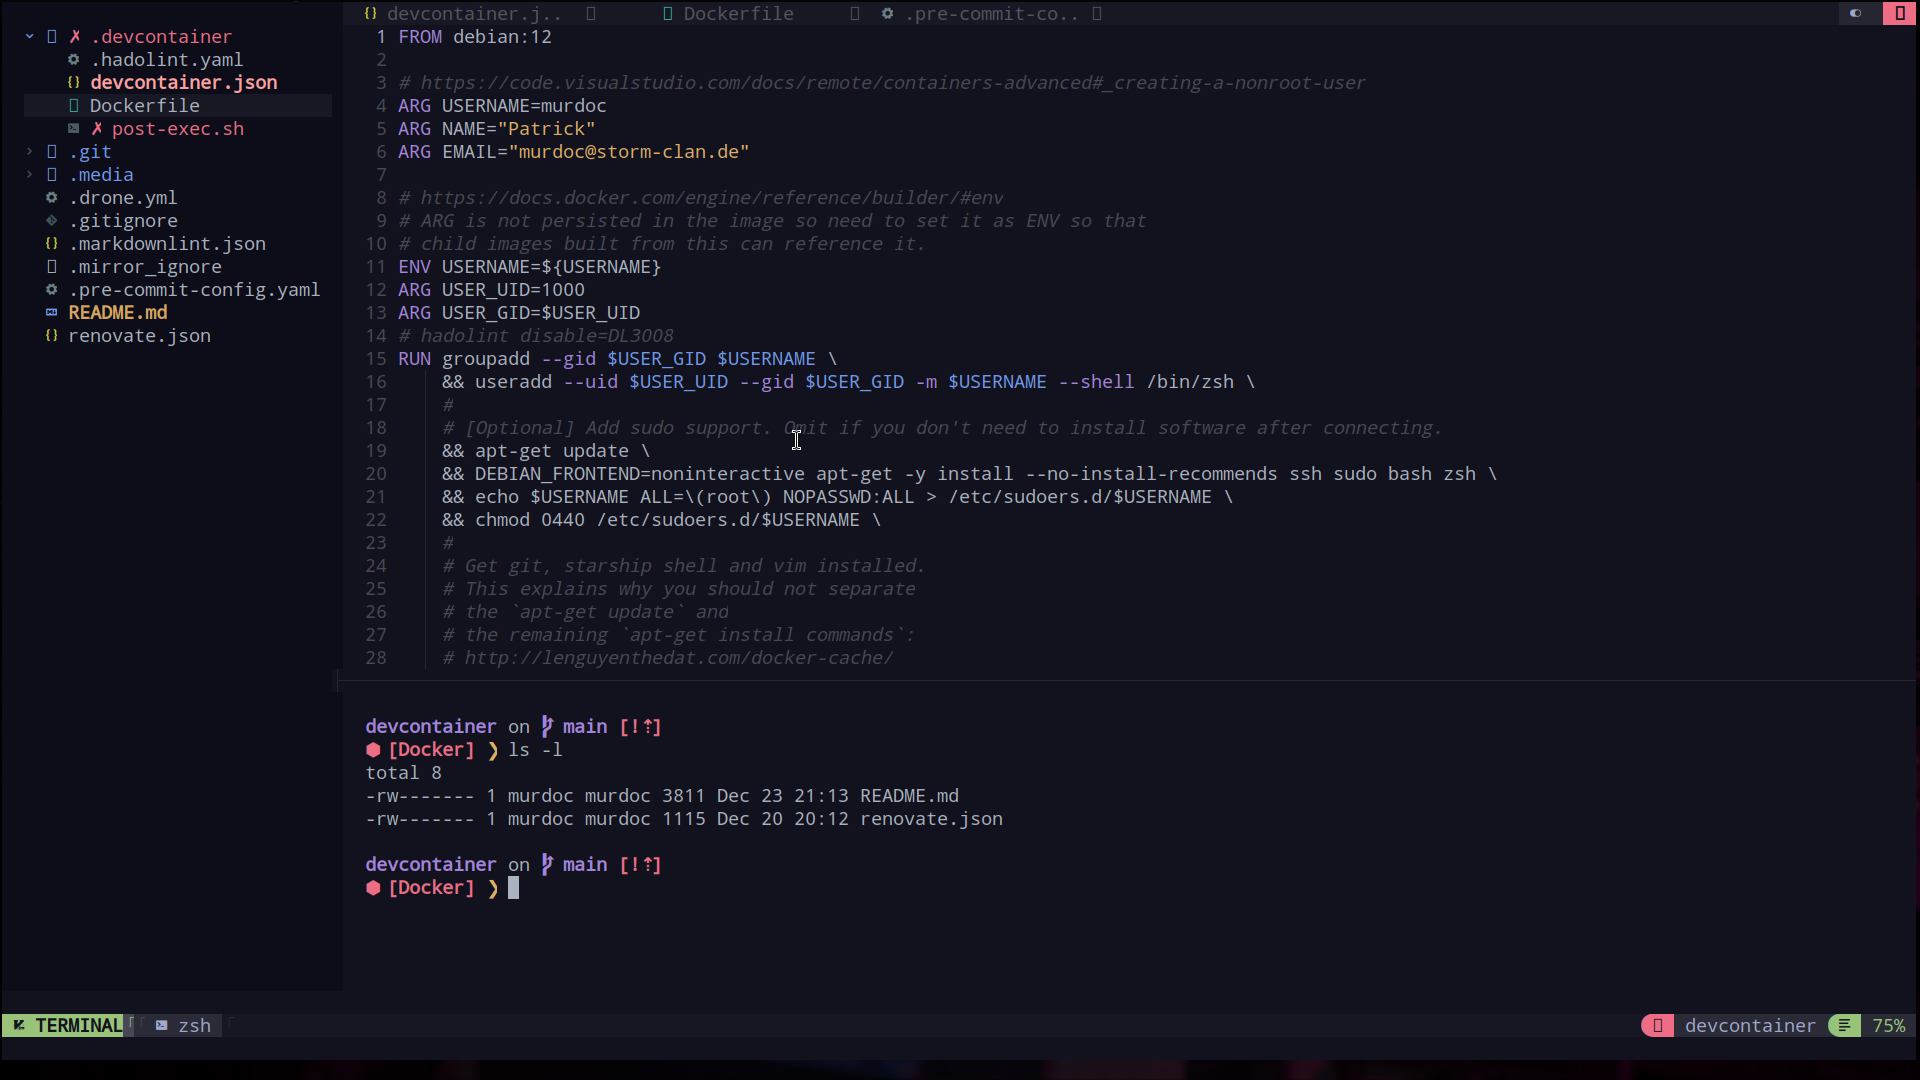 .devcontainer
.hadolint.yaml
devcontainer.json
Dockerfile
post-exec.sh
.git
.media
.drone.yml
.gitignore
.markdownlint.json
.mirror_ignore
.pre-commit-config.yaml
README.md
renovate.json
{} devcontainer.j.. Dockerfile .pre-commit-co..
1 FROM debian:12
2
3 # https://code.visualstudio.com/docs/remote/containers-advanced#_creating-a-nonroot-user
4 ARG USERNAME=murdoc
5 ARG NAME="Patrick"
6 ARG EMAIL="murdoc@storm-clan.de"
7
8 # https://docs.docker.com/engine/reference/builder/#env
9 # ARG is not persisted in the image so need to set it as ENV so that
10 # child images built from this can reference it.
11 ENV USERNAME=${USERNAME}
12 ARG USER_UID=1000
13 ARG USER_GID=$USER_UID
14 # hadolint disable=DL3008
15 RUN groupadd --gid $USER_GID $USERNAME \
16 && useradd --uid $USER_UID --gid $USER_GID -m $USERNAME --shell /bin/zsh \
17 #
18 # [Optional] Add sudo support. Omit if you don't need to install software after connecting.
19 && apt-get update \
20 && DEBIAN_FRONTEND=noninteractive apt-get -y install --no-install-recommends ssh sudo bash zsh \
21 && echo $USERNAME ALL=\(root\) NOPASSWD:ALL > /etc/sudoers.d/$USERNAME \
22 && chmod 0440 /etc/sudoers.d/$USERNAME \
23 #
24 # Get git, starship shell and vim installed.
25 # This explains why you should not separate
26 # the `apt-get update` and
27 # the remaining `apt-get install commands`:
28 # http://lenguyenthedat.com/docker-cache/
devcontainer on main [!⇡]
[Docker] ❯ ls -l
total 8
-rw------- 1 murdoc murdoc 3811 Dec 23 21:13 README.md
-rw------- 1 murdoc murdoc 1115 Dec 20 20:12 renovate.json
devcontainer on main [!⇡]
[Docker] ❯
TERMINAL zsh devcontainer 75%